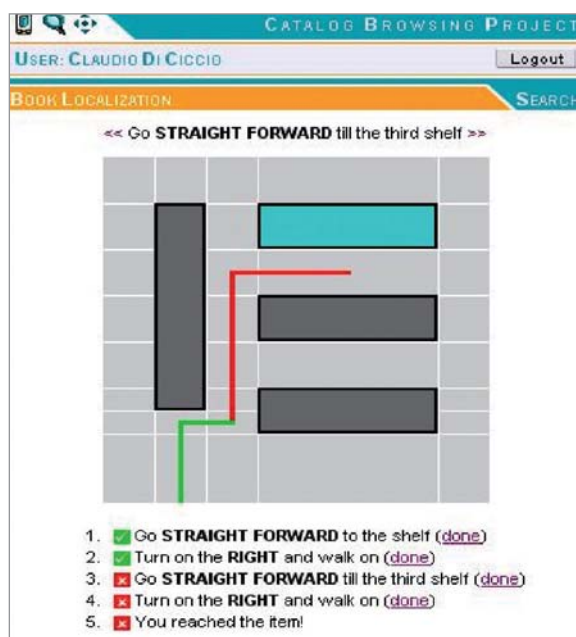 CATALOG BROWSING PROJECT
USER: CLAUDIO DI CICCIO
Logout
BOOK LOCALIZATION
SEARCH
<< Go STRAIGHT FORWARD till the third shelf >>
1. Go STRAIGHT FORWARD to the shelf (done)
2. Turn on the RIGHT and walk on (done)
3. Go STRAIGHT FORWARD till the third shelf (done)
4. Turn on the RIGHT and walk on (done)
5. You reached the item!